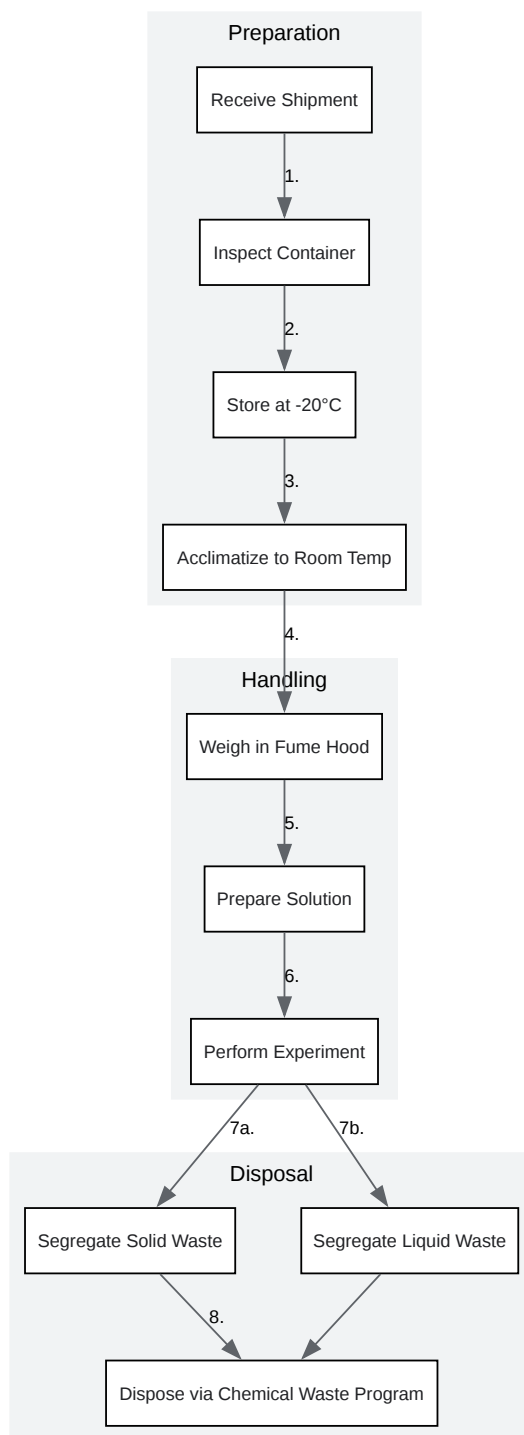 Preparation
Receive Shipment
1.
Inspect Container
2.
Store at -20°C
3.
Acclimatize to Room Temp
4.
Handling
Weigh in Fume Hood
5.
Prepare Solution
6.
Perform Experiment
7a.
7b.
Disposal
Segregate Solid Waste
Segregate Liquid Waste
8.
Dispose via Chemical Waste Program